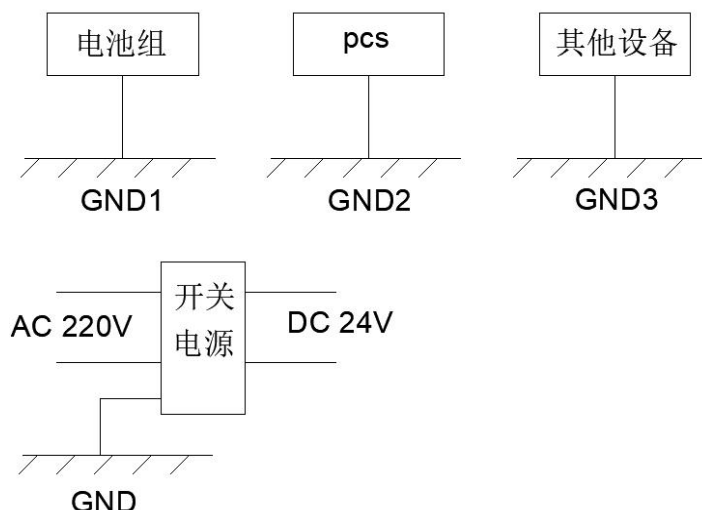 电池组
pcs
其他设备
GND1
GND2
GND3
开关
电源
AC 220V
DC 24V
GND